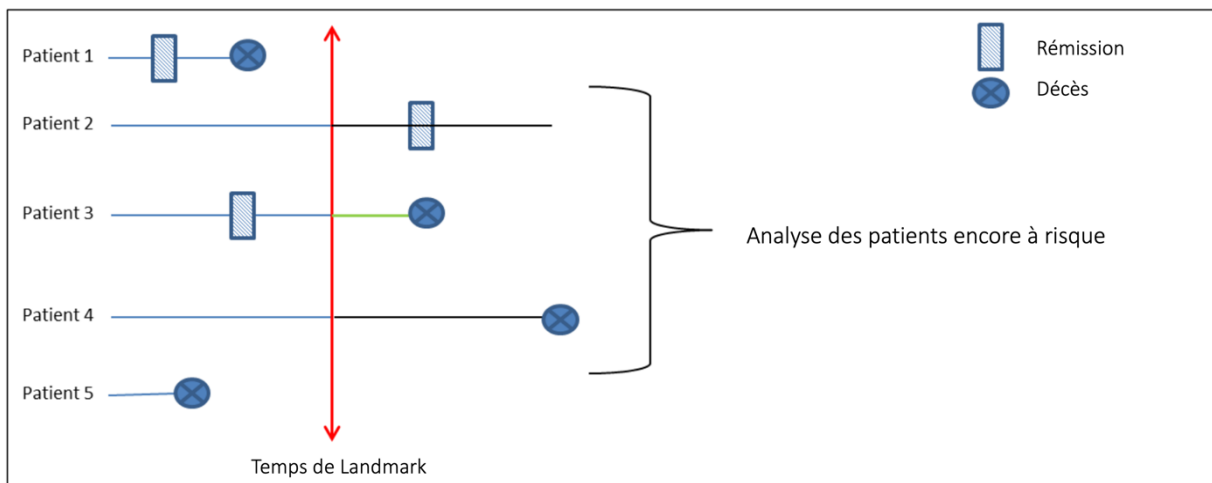 Patient 1
Rémission
Décès
Patient 2
Patient 3
Analyse des patients encore à risque
Patient 4
Patient 5
Temps de Landmark